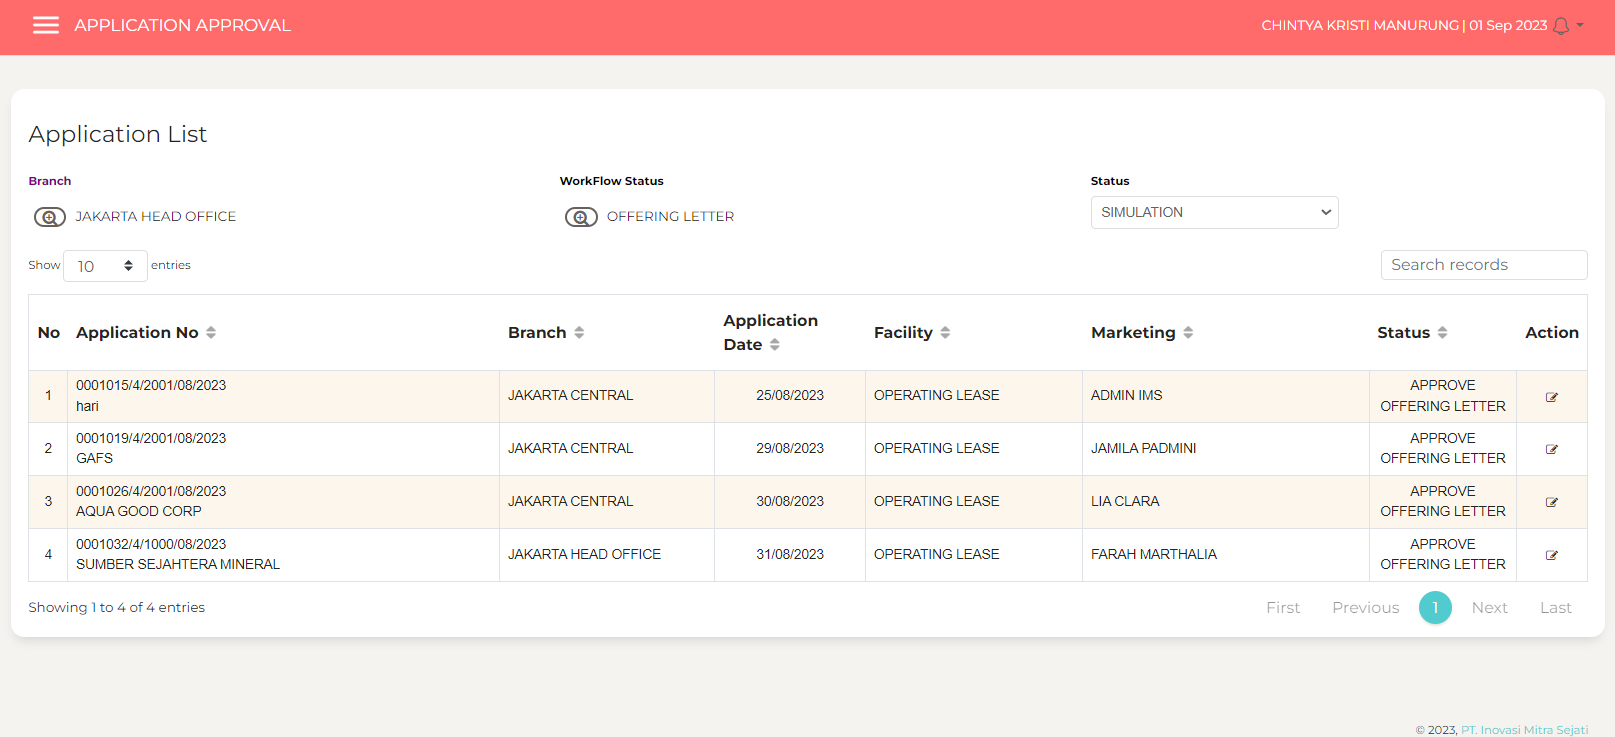 APPLICATION APPROVAL
CHINTYA KRISTI MANURUNG | 01 Sep 2023
Application List
Branch
WorkFlow Status
Status
JAKARTA HEAD OFFICE
OFFERING LETTER
SIMULATION
Show 10 entries
Search records
No Application No Branch Application Date Facility Marketing Status Action
1 0001015/4/2001/08/2023 hari JAKARTA CENTRAL 25/08/2023 OPERATING LEASE ADMIN IMS APPROVE OFFERING LETTER
2 0001019/4/2001/08/2023 GAFS JAKARTA CENTRAL 29/08/2023 OPERATING LEASE JAMILA PADMINI APPROVE OFFERING LETTER
3 0001026/4/2001/08/2023 AQUA GOOD CORP JAKARTA CENTRAL 30/08/2023 OPERATING LEASE LIA CLARA APPROVE OFFERING LETTER
4 0001032/4/1000/08/2023 SUMBER SEJAHTERA MINERAL JAKARTA HEAD OFFICE 31/08/2023 OPERATING LEASE FARAH MARTHALIA APPROVE OFFERING LETTER
Showing 1 to 4 of 4 entries
First Previous 1 Next Last
© 2023, PT. Inovasi Mitra Sejati